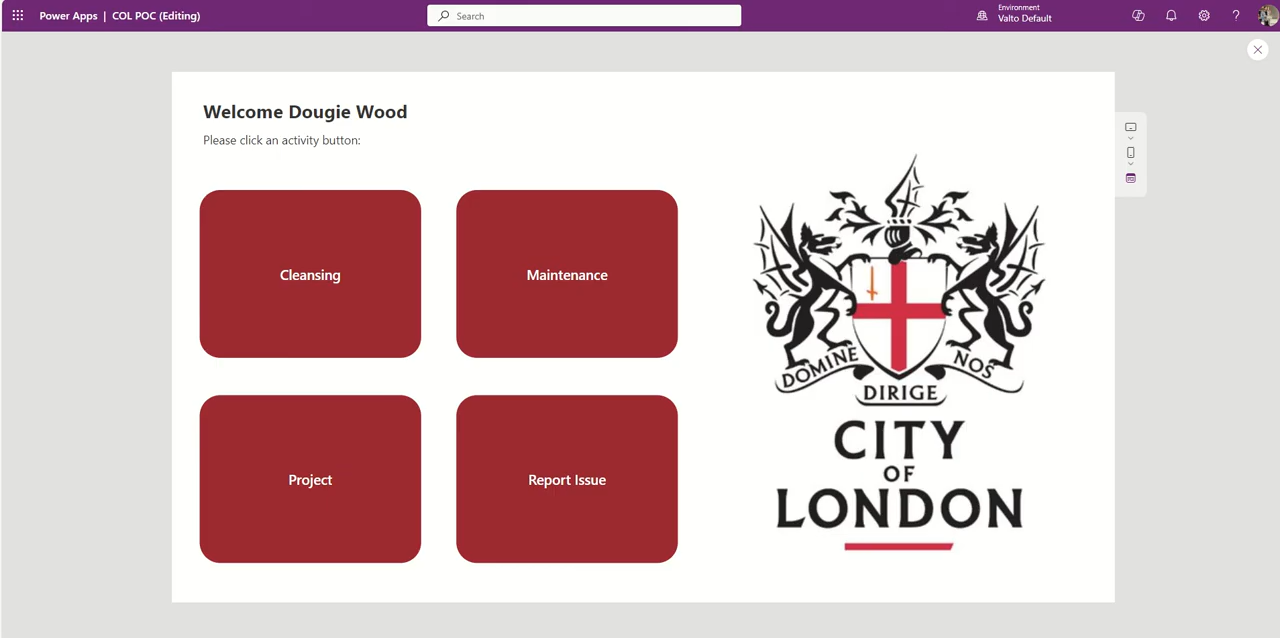 Power Apps | COL POC (Editing)
Search
Environment
Valto Default
?
Welcome Dougie Wood
Please click an activity button:
Cleansing
Maintenance
Project
Report Issue
DOMINE DIRIGE NOS
CITY
OF
LONDON